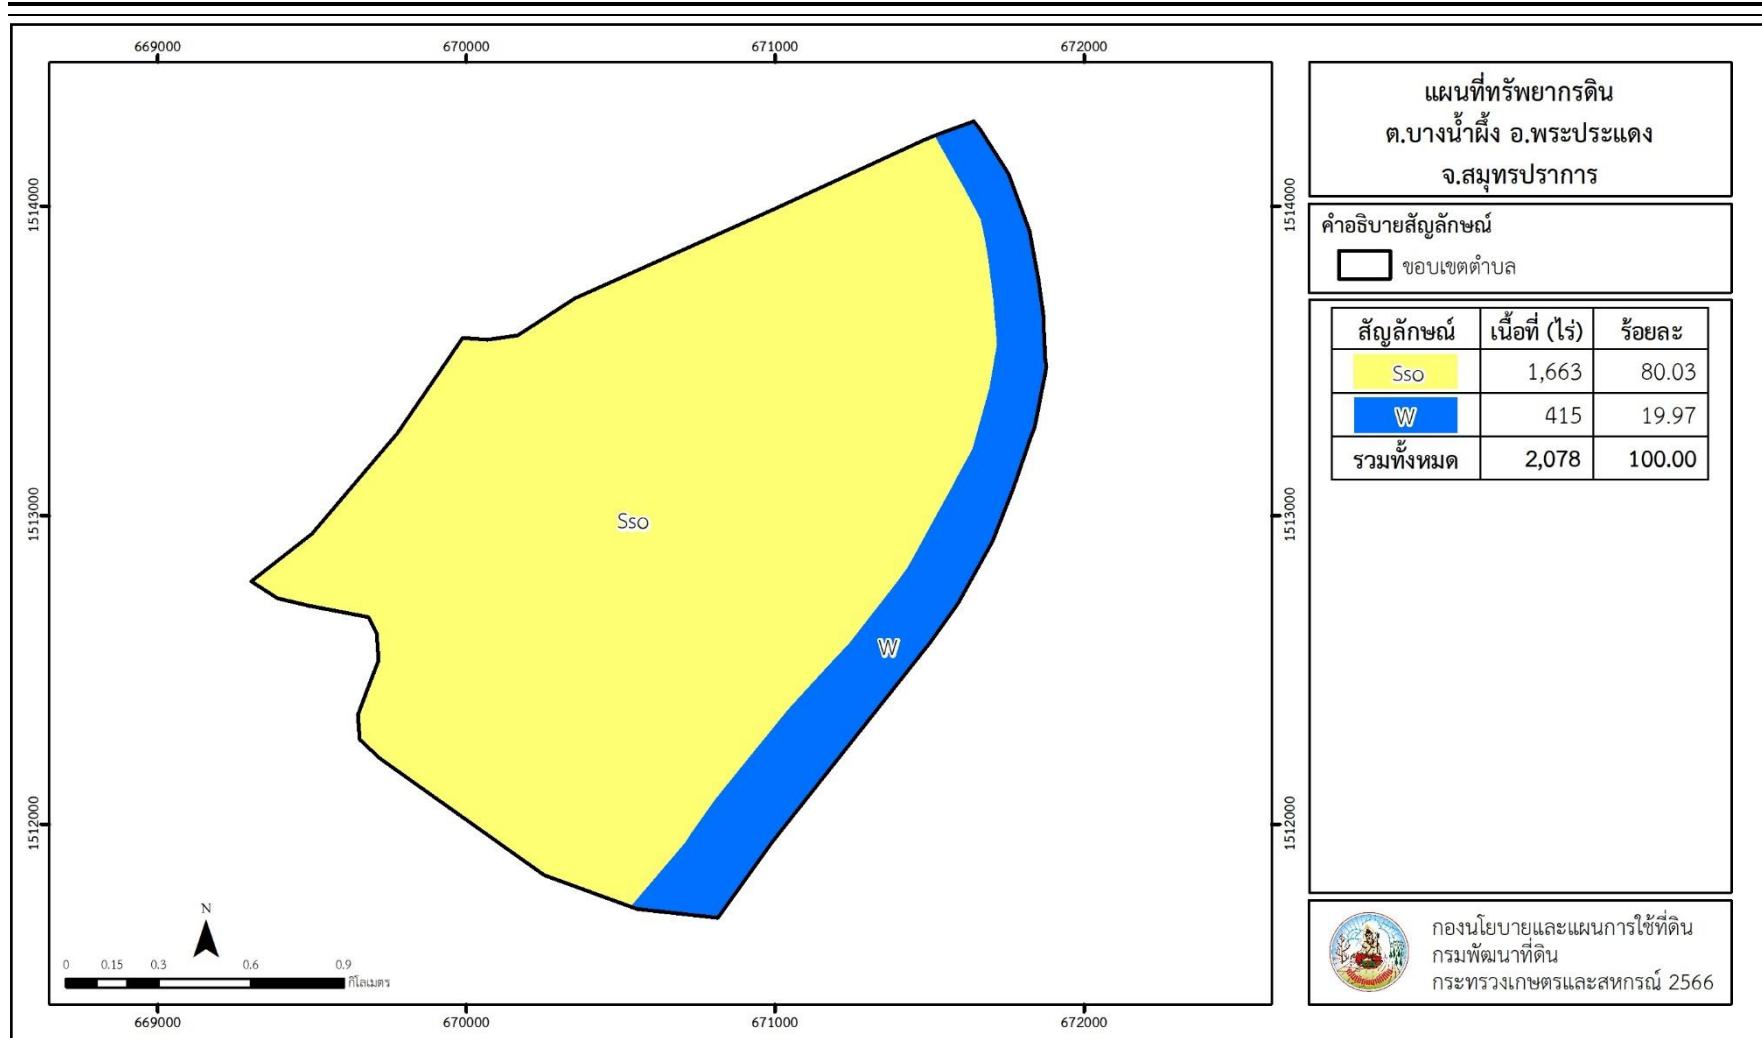 669000 670000 671000 672000
1514000 1514000
1513000 1513000
1512000 1512000
Sso
W
N
0 0.15 0.3 0.6 0.9
กิโลเมตร
669000 670000 671000 672000
แผนที่ทรัพยากรดิน
ต.บางน้ำผึ้ง อ.พระประแดง
จ.สมุทรปราการ
คำอธิบายสัญลักษณ์
ขอบเขตตำบล
สัญลักษณ์ เนื้อที่ (ไร่) ร้อยละ
Sso 1,663 80.03
W 415 19.97
รวมทั้งหมด 2,078 100.00
กองนโยบายและแผนการใช้ที่ดิน
กรมพัฒนาที่ดิน
กระทรวงเกษตรและสหกรณ์ 2566